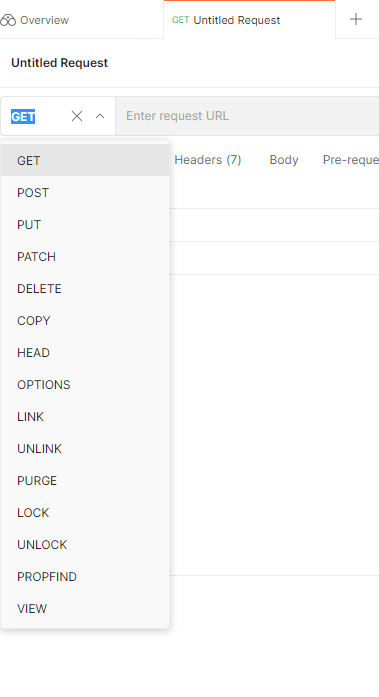 Overview GET Untitled Request
Untitled Request
GET Enter request URL
Headers (7) Body Pre-reque
GET
POST
PUT
PATCH
DELETE
COPY
HEAD
OPTIONS
LINK
UNLINK
PURGE
LOCK
UNLOCK
PROPFIND
VIEW